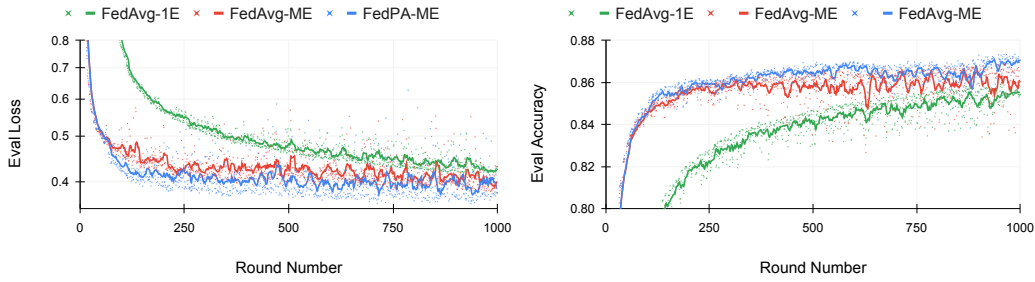 FedAvg-1E FedAvg-ME FedPA-ME
0.8
0.7
0.6
0.5
0.4
Eval Loss
0 250 500 750 1000
Round Number
FedAvg-1E FedAvg-ME FedAvg-ME
0.88
0.86
0.84
0.82
0.80
Eval Accuracy
0 250 500 750 1000
Round Number